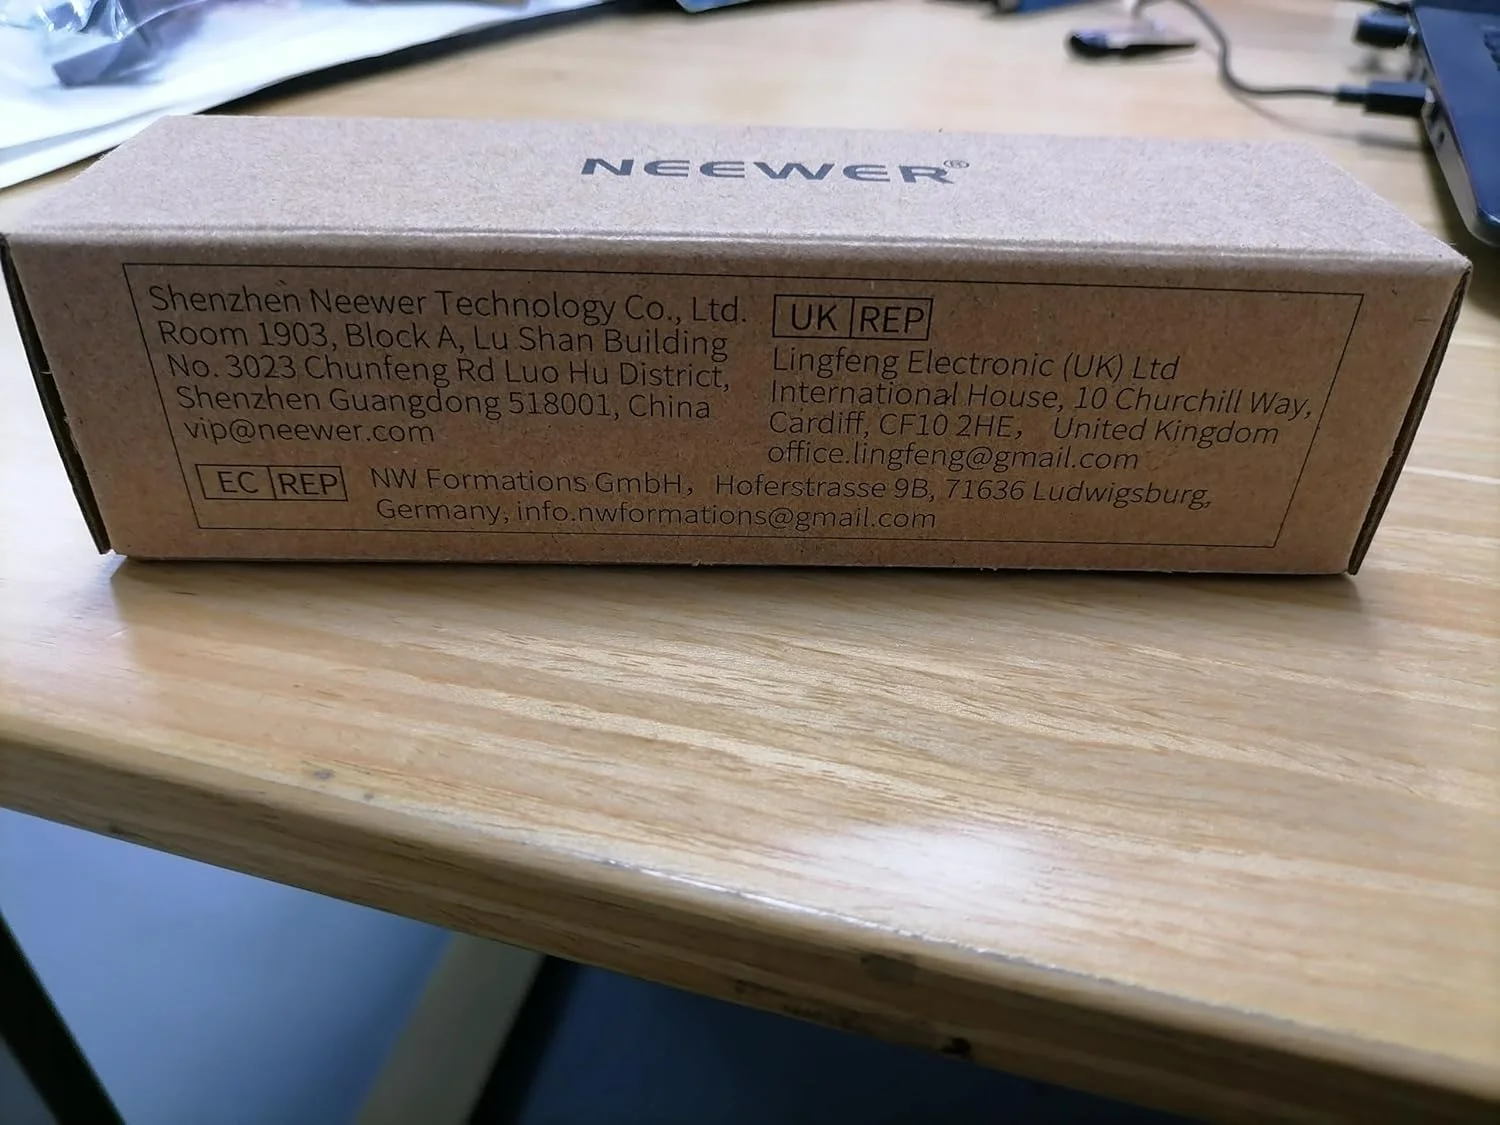 NEEWER®
Shenzhen Neewer Technology Co., Ltd.
Room 1903, Block A, Lu Shan Building
No. 3023 Chunfeng Rd Luo Hu District,
Shenzhen Guangdong 518001, China
vip@neewer.com
UK REP
Lingfeng Electronic (UK) Ltd
International House, 10 Churchill Way,
Cardiff, CF10 2HE, United Kingdom
office.lingfeng@gmail.com
EC REP
NW Formations GmbH, Hoferstrasse 9B, 71636 Ludwigsburg,
Germany, info.nwformations@gmail.com